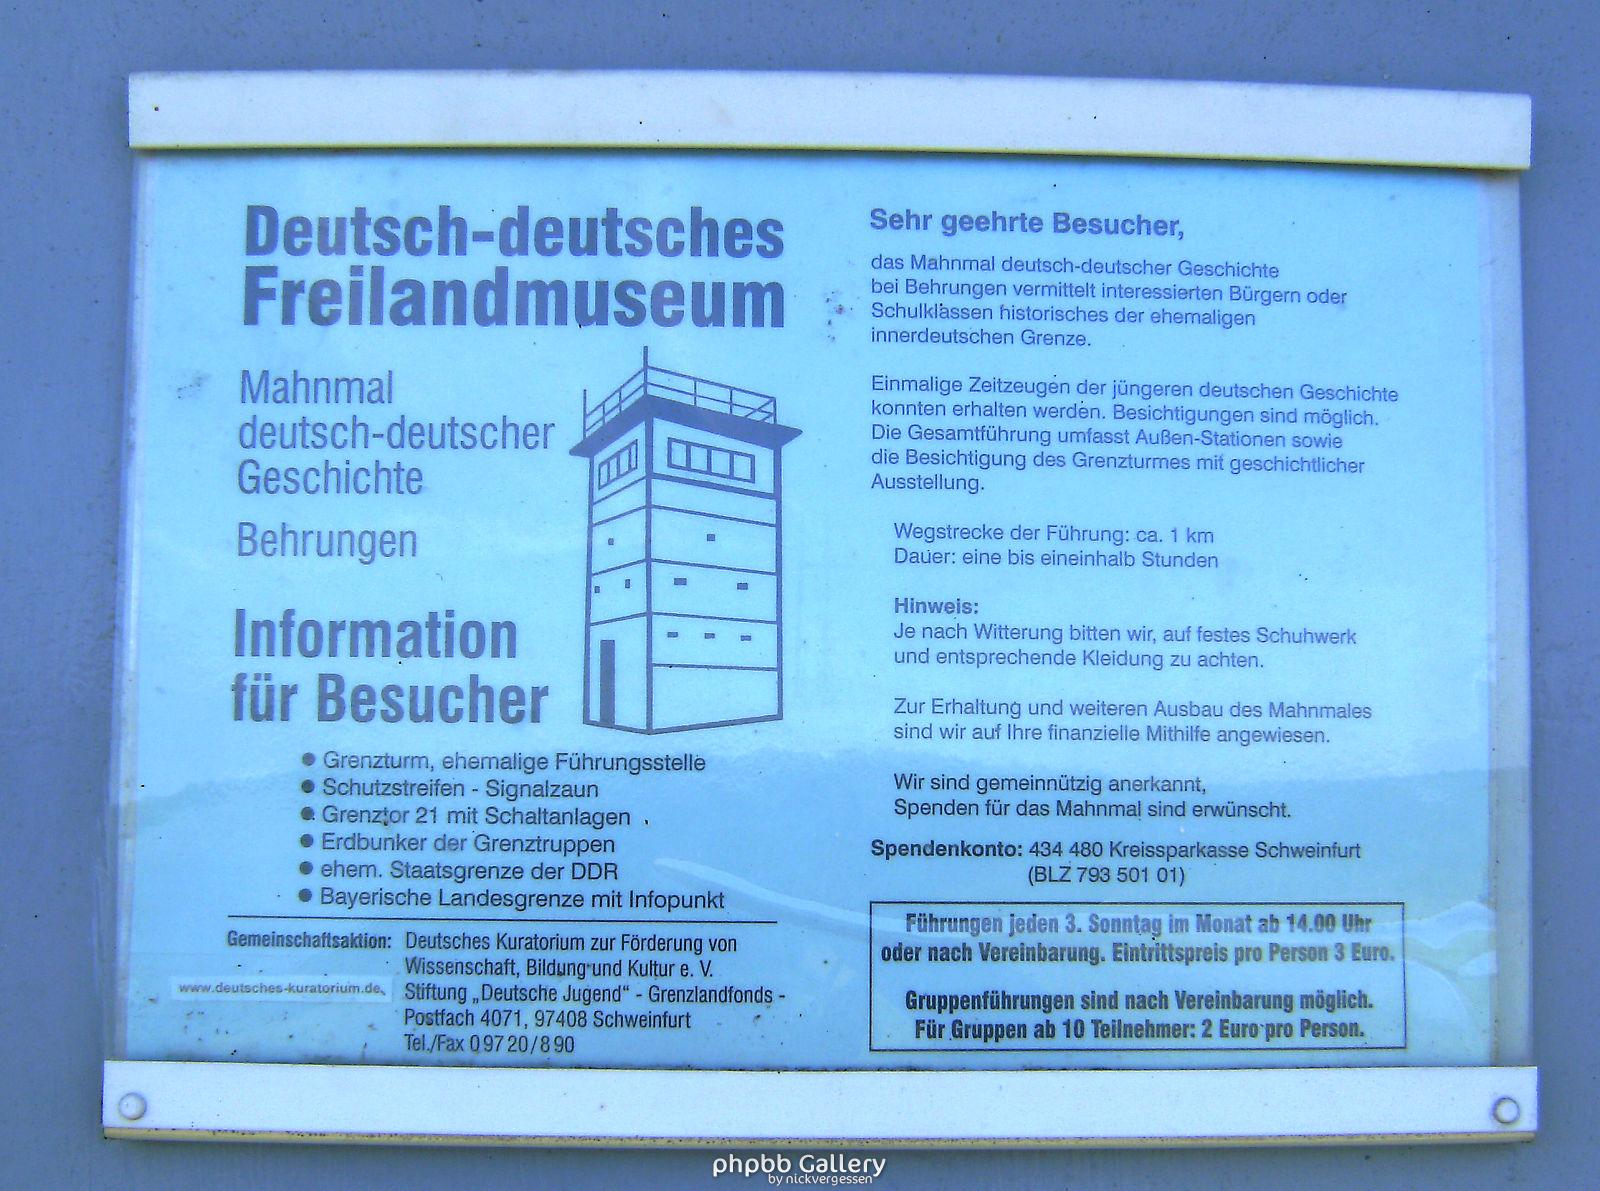 Deutsch-deutsches
Freilandmuseum
Mahnmal
deutsch-deutscher
Geschichte
Behrungen
Information
für Besucher
● Grenzturm, ehemalige Führungsstelle
● Schutzstreifen - Signalzaun
● Grenztor 21 mit Schaltanlagen
● Erdbunker der Grenztruppen
● ehem. Staatsgrenze der DDR
● Bayerische Landesgrenze mit Infopunkt
Gemeinschaftsaktion: Deutsches Kuratorium zur Förderung von
Wissenschaft, Bildung und Kultur e. V.
www.deutsches-kuratorium.de
Stiftung „Deutsche Jugend“ - Grenzlandfonds -
Postfach 4071, 97408 Schweinfurt
Tel./Fax 0 97 20 / 8 90
Sehr geehrte Besucher,
das Mahnmal deutsch-deutscher Geschichte
bei Behrungen vermittelt interessierten Bürgern oder
Schulklassen historisches der ehemaligen
innerdeutschen Grenze.
Einmalige Zeitzeugen der jüngeren deutschen Geschichte
konnten erhalten werden. Besichtigungen sind möglich.
Die Gesamtführung umfasst Außen-Stationen sowie
die Besichtigung des Grenzturmes mit geschichtlicher
Ausstellung.
Wegstrecke der Führung: ca. 1 km
Dauer: eine bis eineinhalb Stunden
Hinweis:
Je nach Witterung bitten wir, auf festes Schuhwerk
und entsprechende Kleidung zu achten.
Zur Erhaltung und weiteren Ausbau des Mahnmales
sind wir auf Ihre finanzielle Mithilfe angewiesen.
Wir sind gemeinnützig anerkannt,
Spenden für das Mahnmal sind erwünscht.
Spendenkonto: 434 480 Kreissparkasse Schweinfurt
(BLZ 793 501 01)
Führungen jeden 3. Sonntag im Monat ab 14.00 Uhr
oder nach Vereinbarung. Eintrittspreis pro Person 3 Euro.
Gruppenführungen sind nach Vereinbarung möglich.
Für Gruppen ab 10 Teilnehmer: 2 Euro pro Person.
phpbb Gallery
by nickvergessen